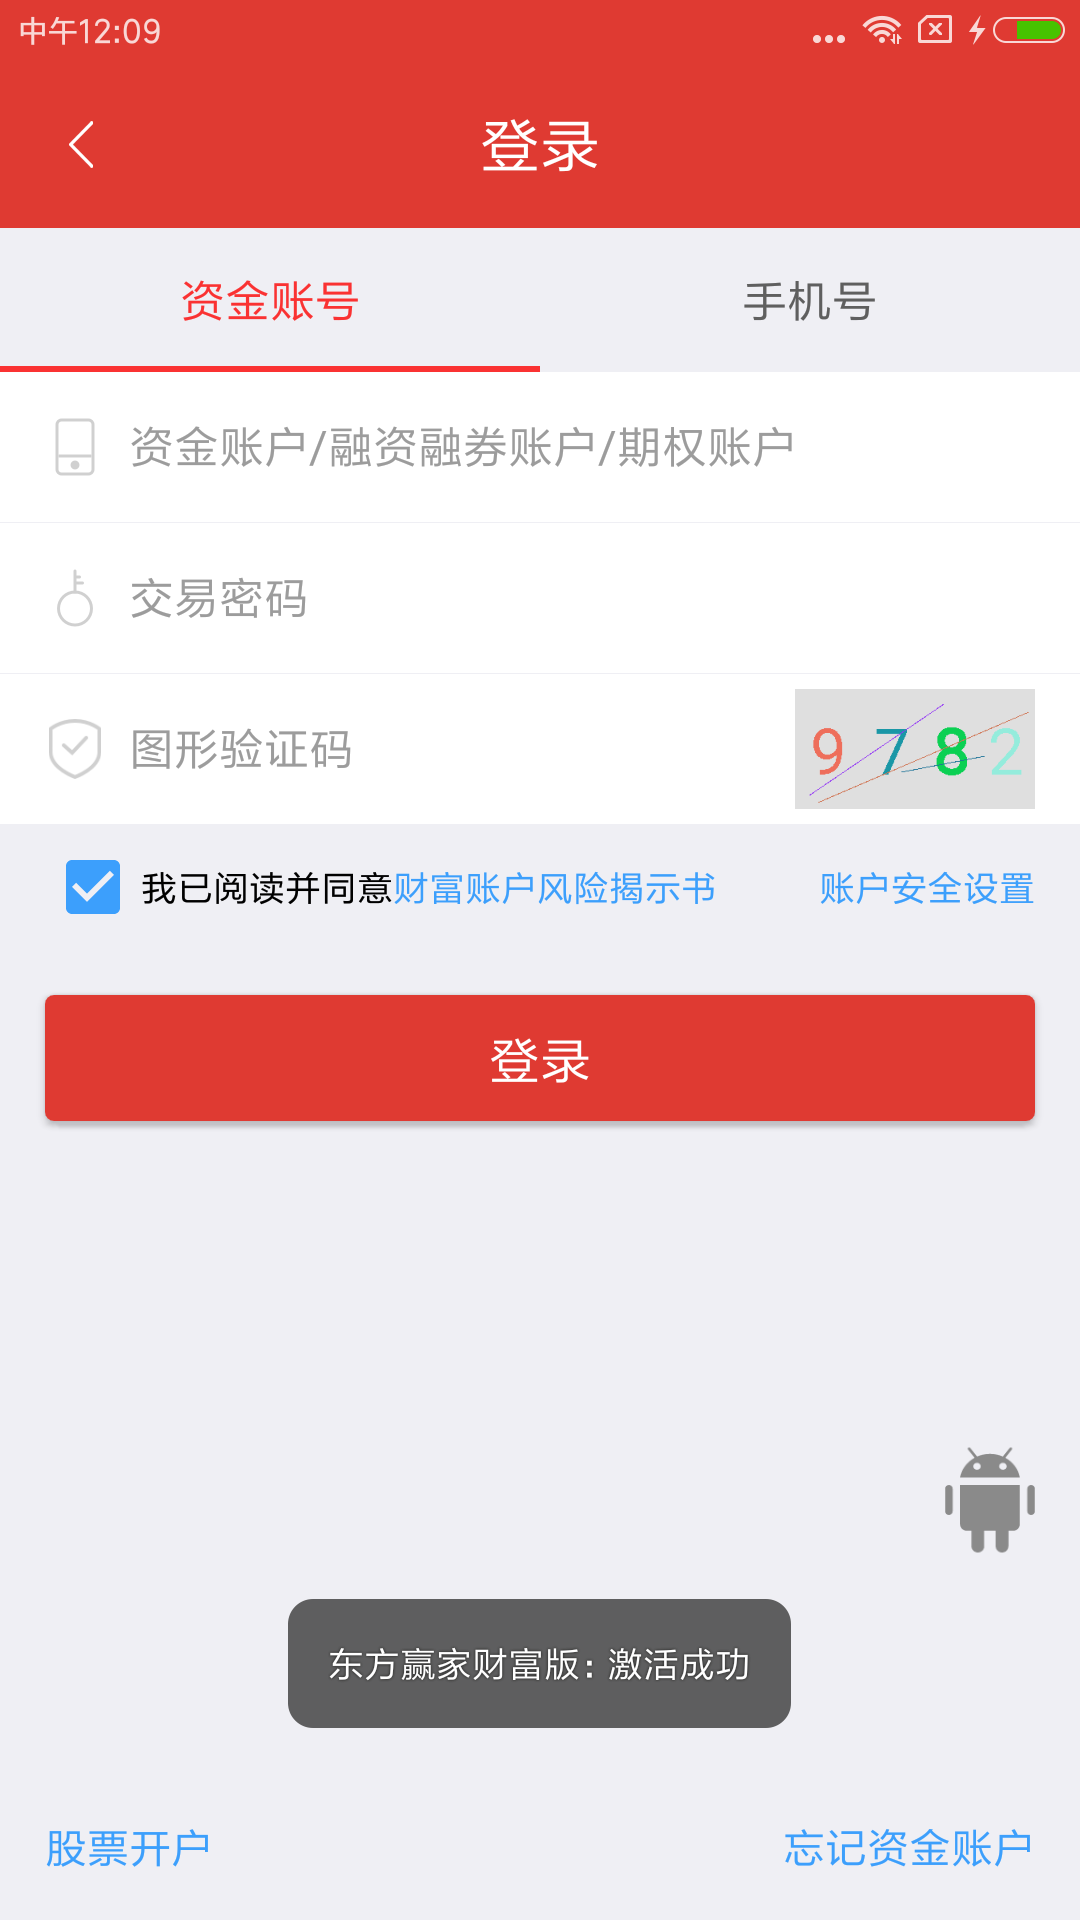 中午12:09
登录
资金账号
手机号
资金账户/融资融券账户/期权账户
交易密码
图形验证码
9782
我已阅读并同意财富账户风险揭示书
账户安全设置
登录
东方赢家财富版：激活成功
股票开户
忘记资金账户